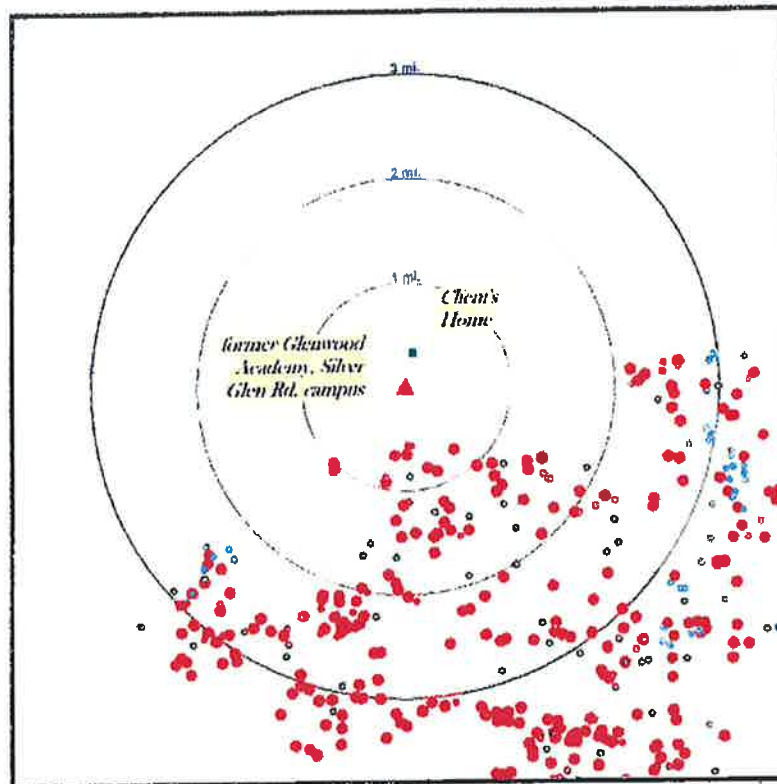 3 mi.
2 mi.
1 mi.
Client's
Home
former Glenwood
Academy, Silver
Glen Rd. campus